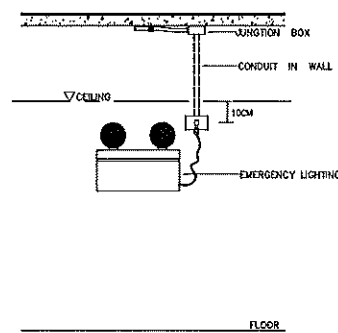 JUNCTION BOX
CONDUIT IN WALL
CEILING
10CM
EMERGENCY LIGHTING
FLOOR